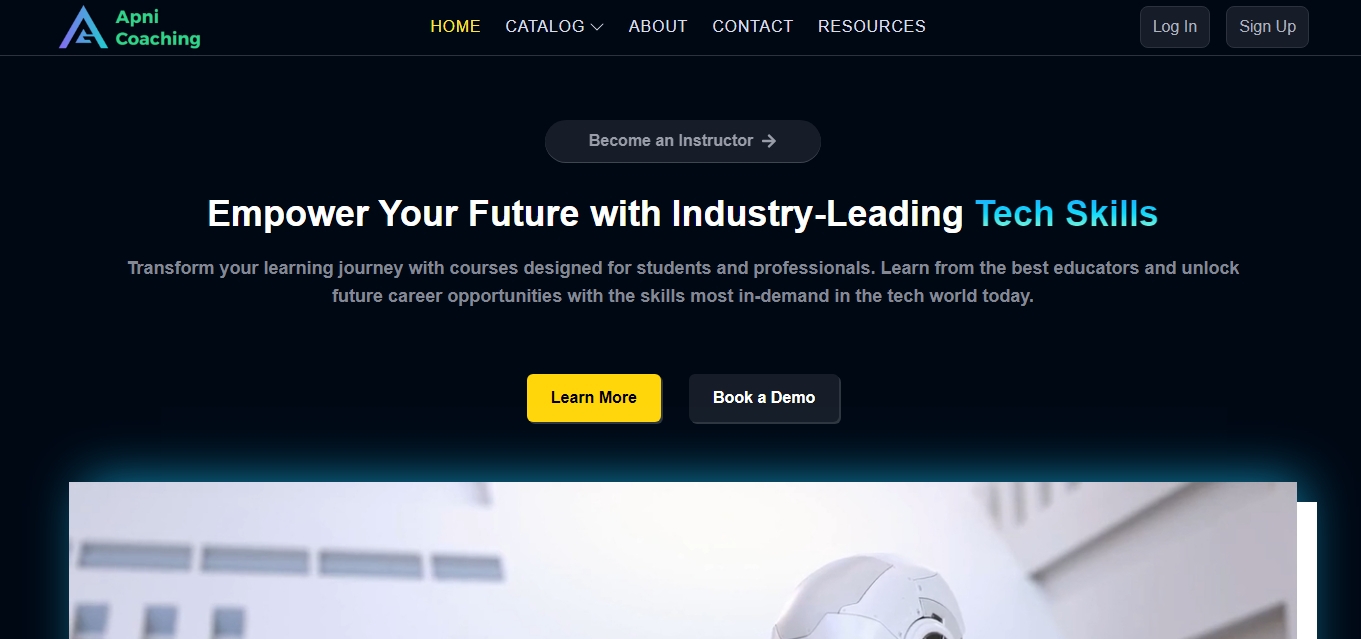 Apni
Coaching
HOME CATALOG ABOUT CONTACT RESOURCES
Log In Sign Up
Become an Instructor →
Empower Your Future with Industry-Leading Tech Skills
Transform your learning journey with courses designed for students and professionals. Learn from the best educators and unlock
future career opportunities with the skills most in-demand in the tech world today.
Learn More Book a Demo